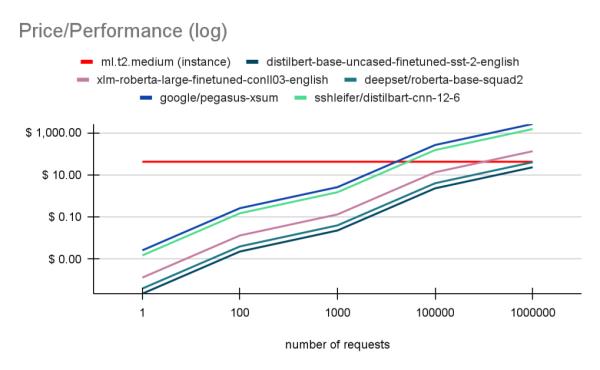 Price/Performance (log)
ml.t2.medium (instance) distilbert-base-uncased-finetuned-sst-2-english
xlm-roberta-large-finetuned-conll03-english deepset/roberta-base-squad2
google/pegasus-xsum sshleifer/distilbart-cnn-12-6
$ 1,000.00
$ 10.00
$ 0.10
$ 0.00
1 100 1000 100000 1000000
number of requests